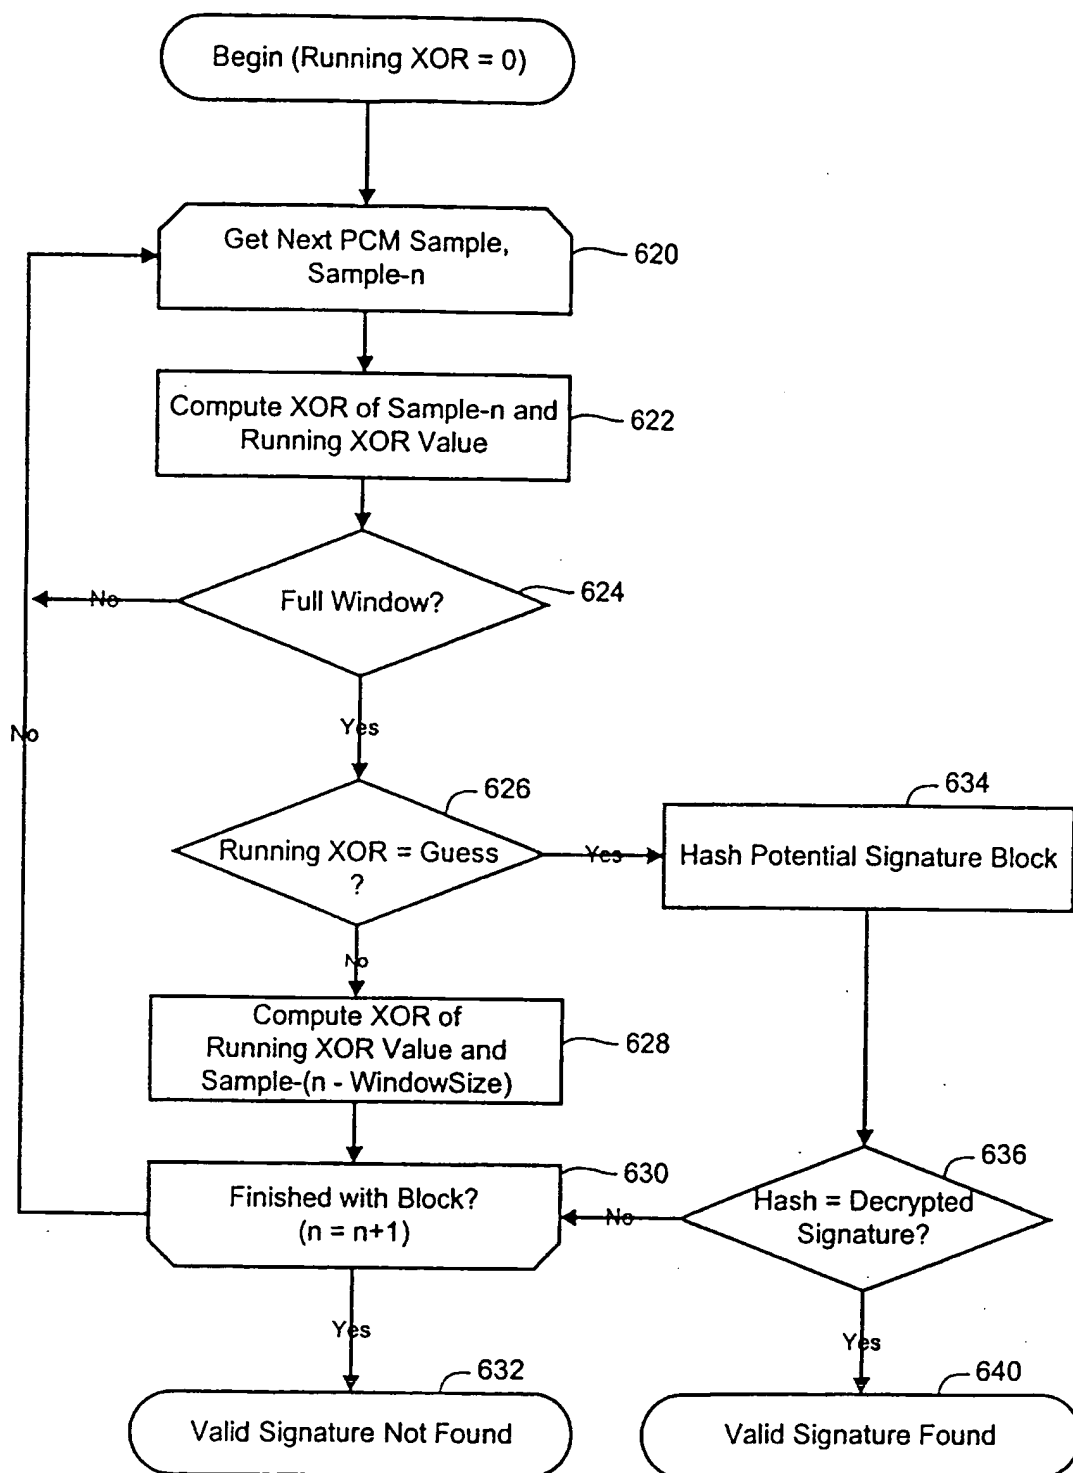 Begin (Running XOR = 0)
Get Next PCM Sample,
Sample-n
620
Compute XOR of Sample-n and
Running XOR Value
622
Full Window?
624
No
Yes
No
Running XOR = Guess
?
626
Yes
Hash Potential Signature Block
634
No
Compute XOR of
Running XOR Value and
Sample-(n - WindowSize)
628
Finished with Block?
(n = n+1)
630
No
Hash = Decrypted
Signature?
636
Yes
Yes
Valid Signature Not Found
632
Valid Signature Found
640